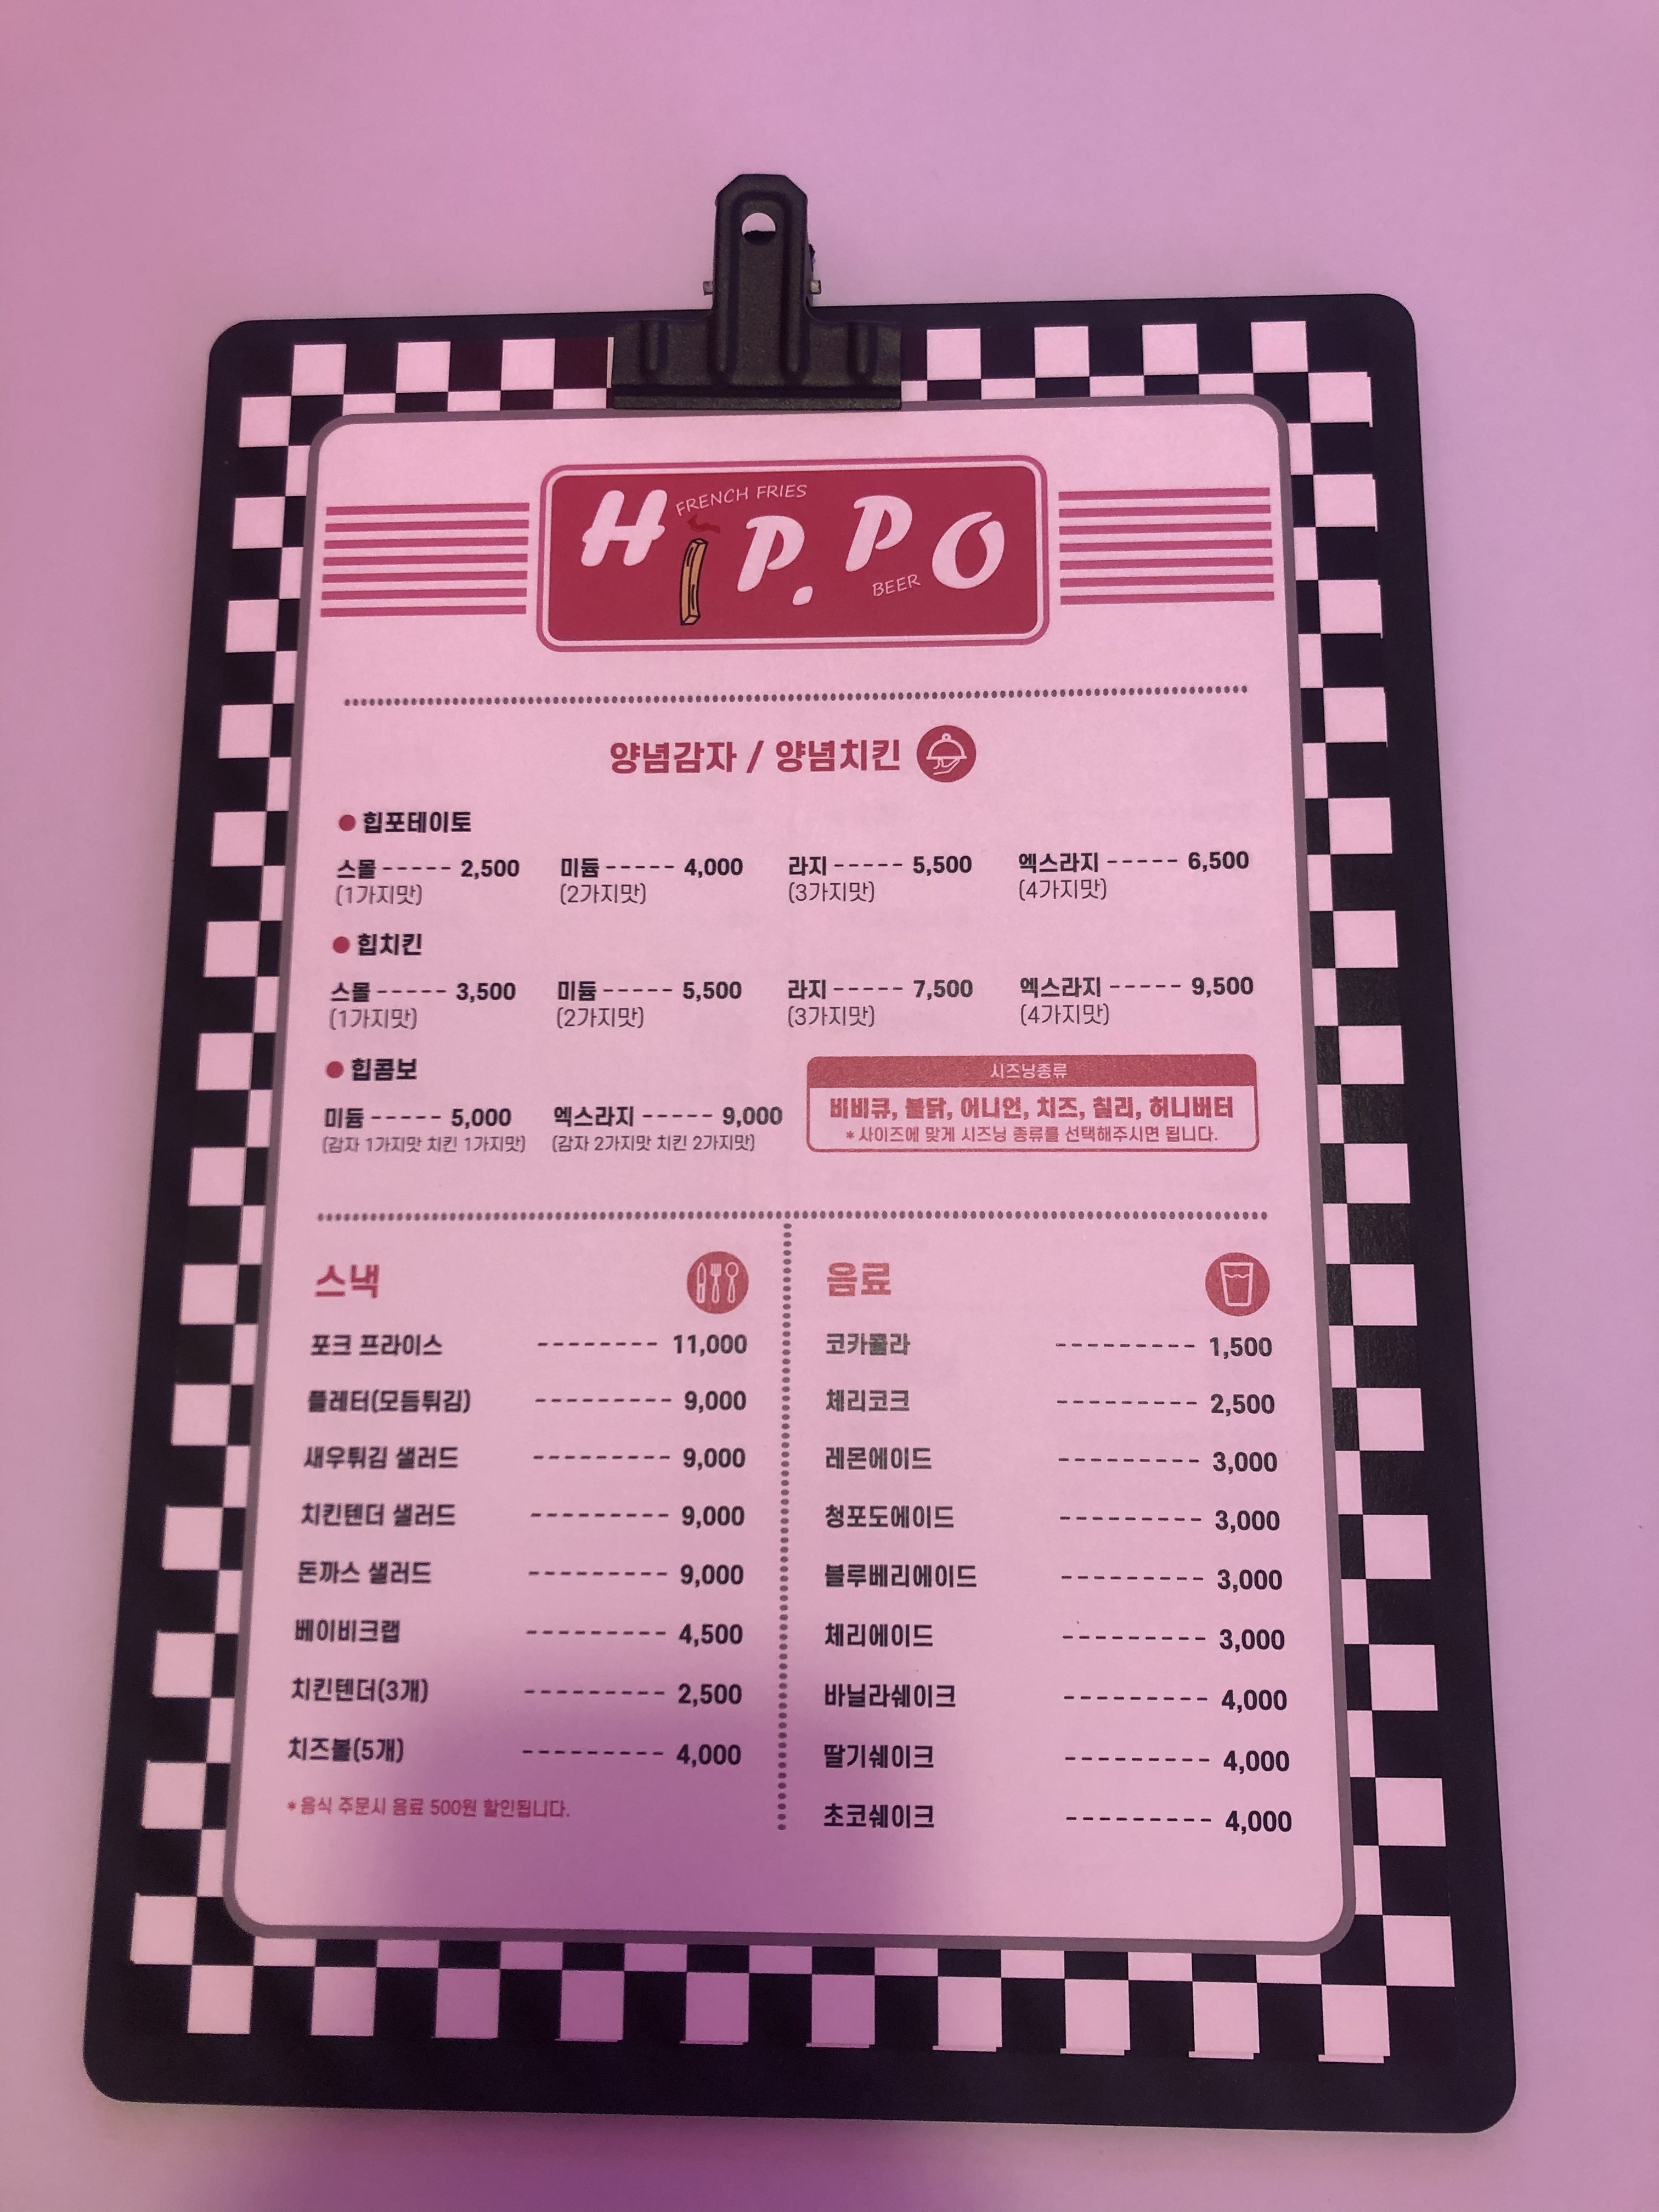 FRENCH FRIES
HiP.PO
BEER
양념감자 / 양념치킨
힙포테이토
스몰 ----- 2,500 미듐 ----- 4,000 라지 ----- 5,500 엑스라지 ----- 6,500
(1가지맛) (2가지맛) (3가지맛) (4가지맛)
힙치킨
스몰 ----- 3,500 미듐 ----- 5,500 라지 ----- 7,500 엑스라지 ----- 9,500
(1가지맛) (2가지맛) (3가지맛) (4가지맛)
힙콤보
미듐 ----- 5,000 엑스라지 ----- 9,000
(감자 1가지맛 치킨 1가지맛) (감자 2가지맛 치킨 2가지맛)
시즈닝종류
비비큐, 불닭, 어니언, 치즈, 칠리, 허니버터
*사이즈에 맞게 시즈닝 종류를 선택해주시면 됩니다.
스낵
포크 프라이스 -------- 11,000
플레터(모듬튀김) --------- 9,000
새우튀김 샐러드 --------- 9,000
치킨텐더 샐러드 --------- 9,000
돈까스 샐러드 --------- 9,000
베이비크랩 --------- 4,500
치킨텐더(3개) --------- 2,500
치즈볼(5개) --------- 4,000
*음식 주문시 음료 500원 할인됩니다.
음료
코카콜라 --------- 1,500
체리코크 --------- 2,500
레몬에이드 --------- 3,000
청포도에이드 --------- 3,000
블루베리에이드 --------- 3,000
체리에이드 --------- 3,000
바닐라쉐이크 --------- 4,000
딸기쉐이크 --------- 4,000
초코쉐이크 --------- 4,000